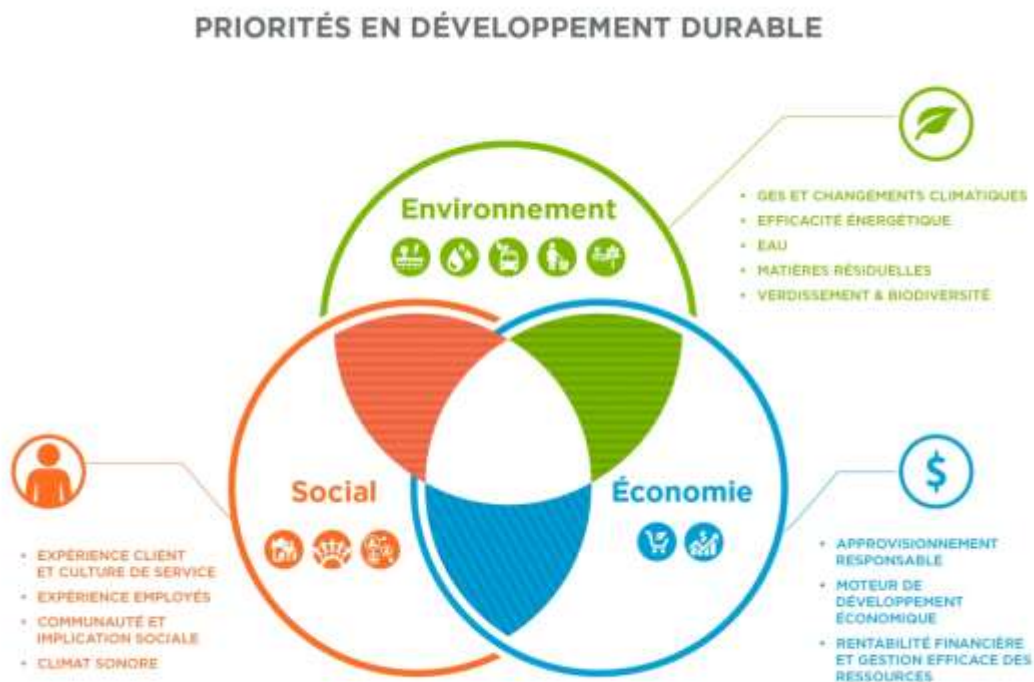 PRIORITÉS EN DÉVELOPPEMENT DURABLE
Environnement
• GES ET CHANGEMENTS CLIMATIQUES
• EFFICACITÉ ÉNERGÉTIQUE
• EAU
• MATIÈRES RÉSIDUELLES
• VERDISSEMENT & BIODIVERSITÉ
Social
• EXPÉRIENCE CLIENT
ET CULTURE DE SERVICE
• EXPÉRIENCE EMPLOYÉS
• COMMUNAUTÉ ET
IMPLICATION SOCIALE
• CLIMAT SONORE
Économie
$
• APPROVISIONNEMENT
RESPONSABLE
• MOTEUR DE
DÉVELOPPEMENT
ÉCONOMIQUE
• RENTABILITÉ FINANCIÈRE
ET GESTION EFFICACE DES
RESSOURCES